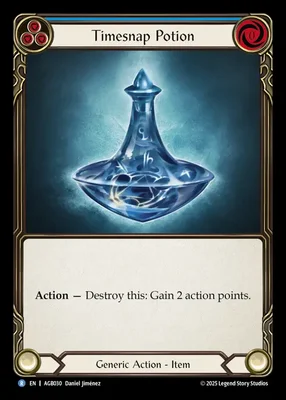 Timesnap Potion
Action — Destroy this: Gain 2 action points.
Generic Action - Item
R EN | AGB030 Daniel Jiménez
© 2025 Legend Story Studios